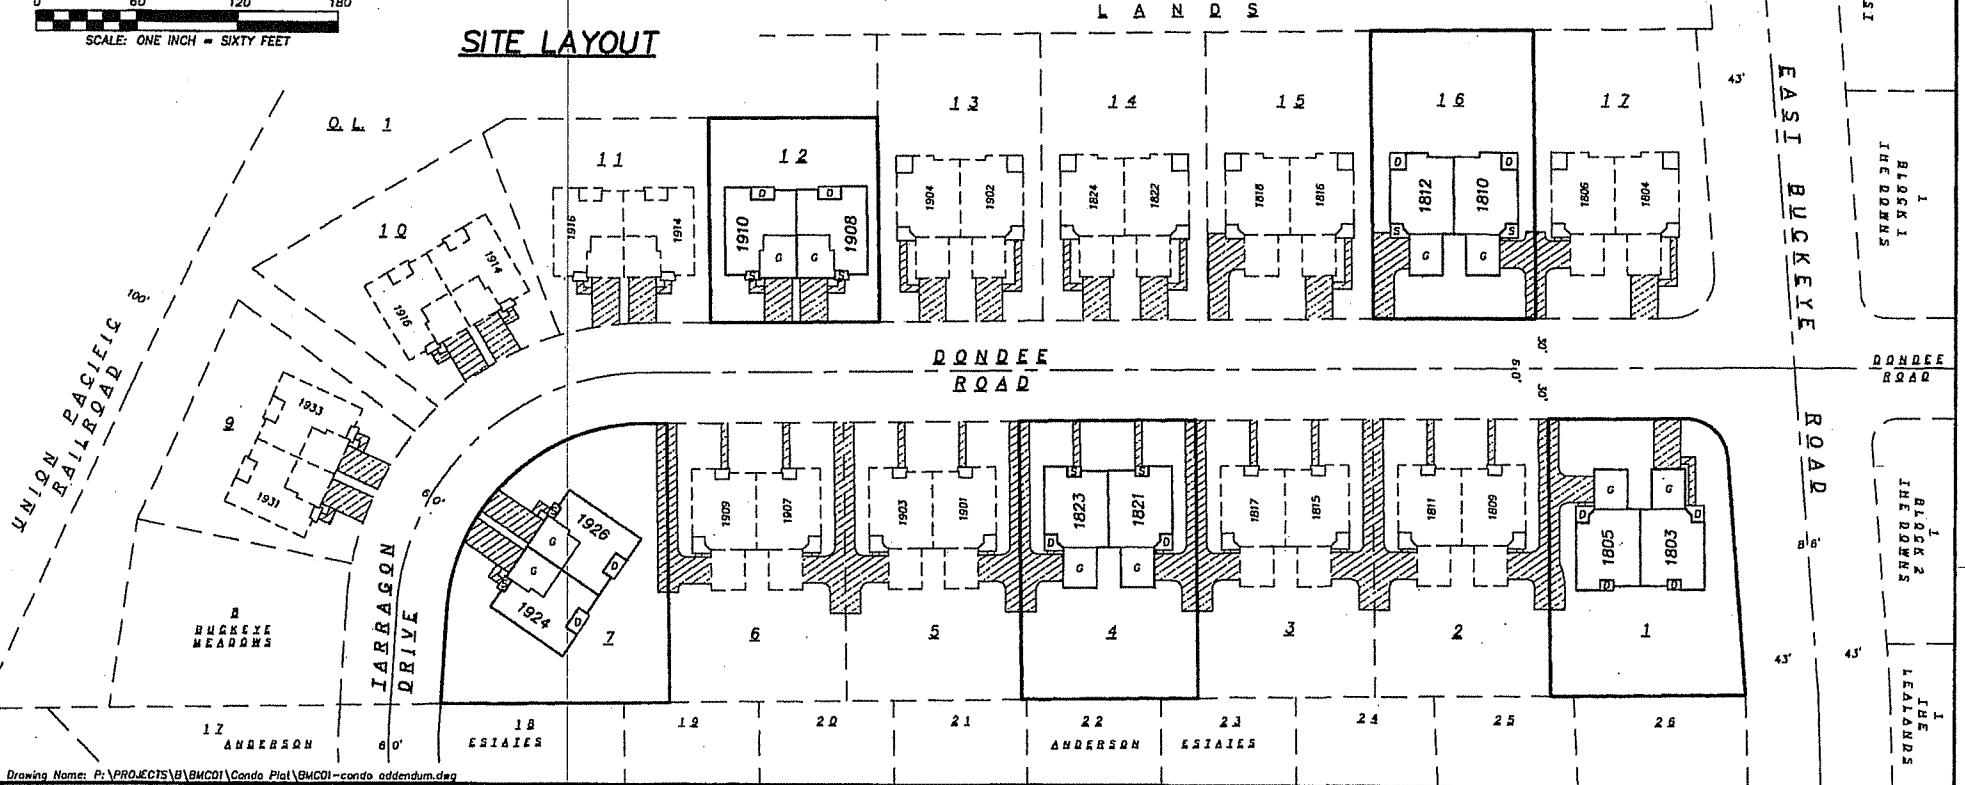 0 60 120 180
SCALE: ONE INCH = SIXTY FEET
SITE LAYOUT
LANDS
O.L. 1
10
11
12
13
14
15
16
17
43'
EAST BUCKEYE ROAD
BLOCK 1
THE DOWNS
1
1916
1914
1916
1914
1910
1908
D D
G G
S S
1904
1902
1824
1822
1818
1816
1812
1810
D D
S S
G G
1806
1804
100'
UNION PACIFIC
RAILROAD
9
1933
1931
60'
DONDEE
ROAD
30'
60'
30'
DONDEE
ROAD
8
BUCKEYE
MEADOWS
TARRAGON
DRIVE
1926
1924
S S
G G
D D
7
1909
1907
6
1903
1901
5
1823
1821
S S
D D
G G
4
1817
1815
3
1811
1809
2
G G
D D
1805
1803
D D
1
86'
43'
43'
1
BLOCK 2
THE DOWNS
1
THE
LEALANDS
17
ANDERSON
60'
18
ESTATES
19
20
21
22
ANDERSON
23
ESTATES
24
25
26
Drawing Name: P:\PROJECTS\B\BMC01\Condo Plat\BMC01-condo addendum.dwg